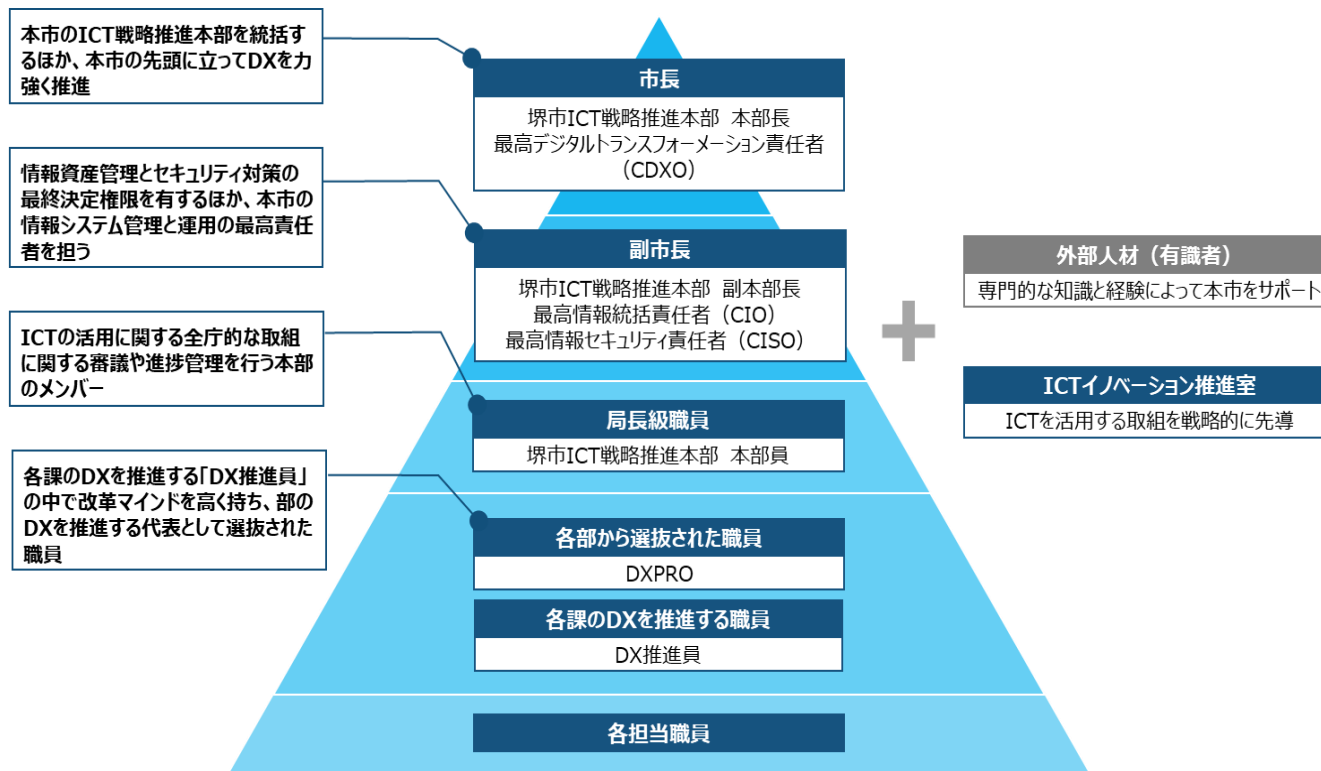 本市のICT戦略推進本部を統括す
るほか、本市の先頭に立ってDXを力
強く推進
市長
堺市ICT戦略推進本部 本部長
最高デジタルトランスフォーメーション責任者
（CDXO）
情報資産管理とセキュリティ対策の
最終決定権限を有するほか、本市の
情報システム管理と運用の最高責任
者を担う
副市長
堺市ICT戦略推進本部 副本部長
最高情報統括責任者（CIO）
最高情報セキュリティ責任者（CISO）
ICTの活用に関する全庁的な取組
に関する審議や進捗管理を行う本部
のメンバー
局長級職員
堺市ICT戦略推進本部 本部員
各課のDXを推進する「DX推進員」
の中で改革マインドを高く持ち、部の
DXを推進する代表として選抜された
職員
各部から選抜された職員
DXPRO
各課のDXを推進する職員
DX推進員
各担当職員
外部人材（有識者）
専門的な知識と経験によって本市をサポート
ICTイノベーション推進室
ICTを活用する取組を戦略的に先導